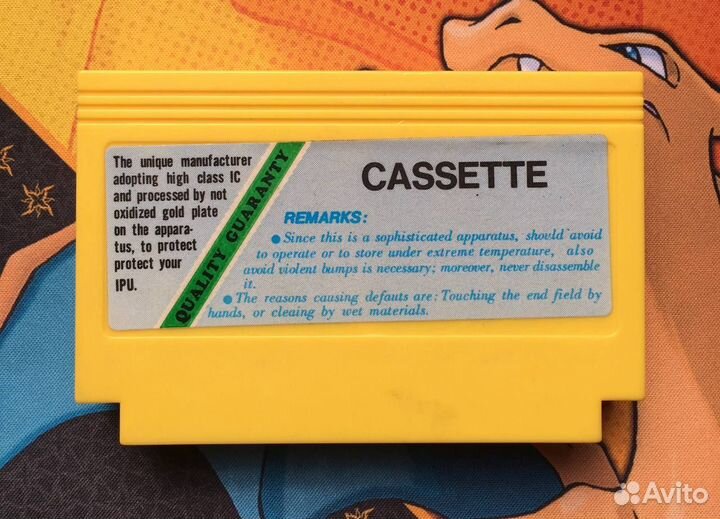 The unique manufacturer
adopting high class IC
and processed by not
oxidized gold plate
on the appara-
tus, to protect
protect your
IPU.
QUALITY GUARANTY
CASSETTE
REMARKS:
● Since this is a sophisticated apparatus, should avoid
to operate or to store under extreme temperature, also
avoid violent bumps is necessary; moreover, never disassemble
it.
● The reasons causing defauts are: Touching the end field by
hands, or cleaing by wet materials.
Avito